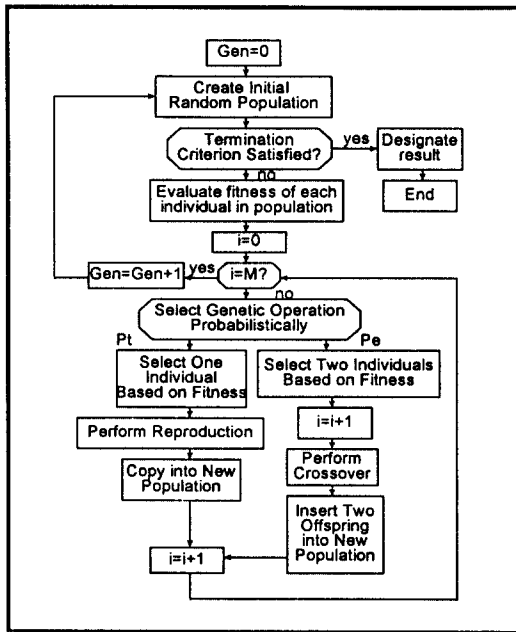 Gen=0
Create Initial
Random Population
Termination
Criterion Satisfied?
yes
Designate
result
End
no
Evaluate fitness of each
individual in population
i=0
Gen=Gen+1
yes
i=M?
no
Select Genetic Operation
Probabilistically
Pt
Pe
Select One
Individual
Based on Fitness
Select Two Individuals
Based on Fitness
i=i+1
Perform Reproduction
Perform
Crossover
Copy into New
Population
Insert Two
Offspring
into New
Population
i=i+1